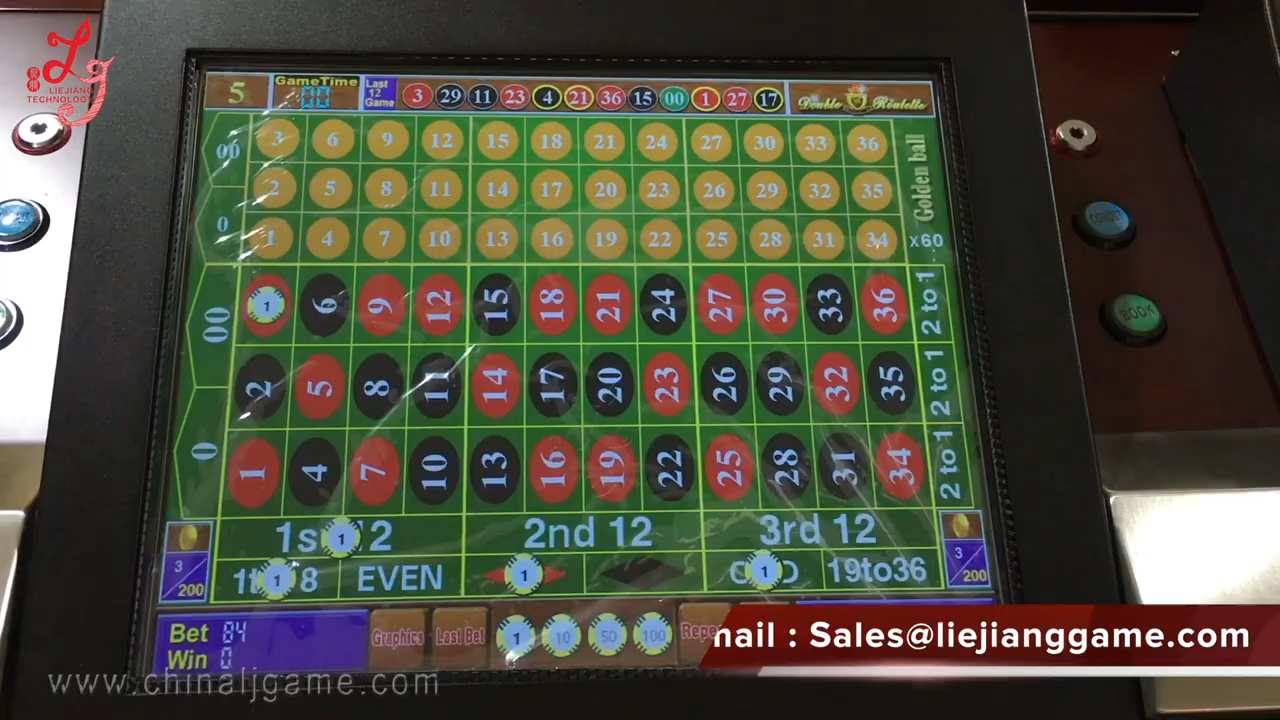 LIEJIANG
TECHNOLOGY
5
GameTime
00
Last
12
Game
3 29 11 23 4 21 36 15 00 1 27 17
Double Roulette
00 3 6 9 12 15 18 21 24 27 30 33 36
2 5 8 11 14 17 20 23 26 29 32 35
0 1 4 7 10 13 16 19 22 25 28 31 34
Golden ball
x60
00 1 6 9 12 15 18 21 24 27 30 33 36 2 to 1
2 5 8 11 14 17 20 23 26 29 32 35 2 to 1
0 1 4 7 10 13 16 19 22 25 28 31 34 2 to 1
1 2nd 12 3rd 12
3 200
1 EVEN 1 1 19to36
3 200
Bet 84
Win 0
Graphics Last Bet 1 10 50 100
BOOK
mail : Sales@liejianggame.com
www.chinaljgame.com